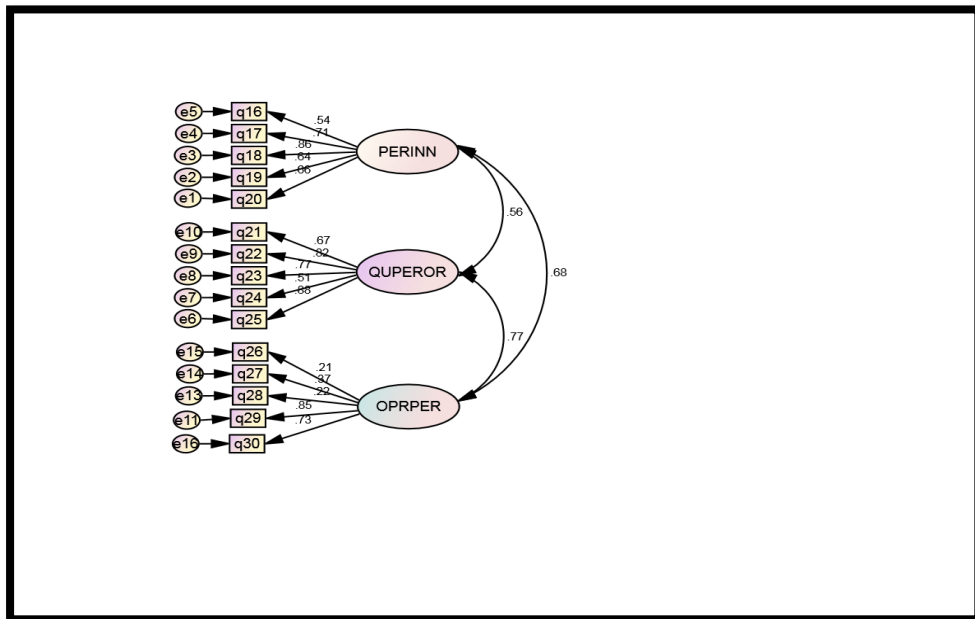 e5 q16 .54
e4 q17 .71
e3 q18 .86
e2 q19 .64
e1 q20 .66
PERINN
.56
e10 q21 .67
e9 q22 .82
e8 q23 .77
e7 q24 .51
e6 q25
QUPEROR
.68
.77
e15 q26 .21
e14 q27 .37
e13 q28 .22
e11 q29 .85
e16 q30 .73
OPRPER